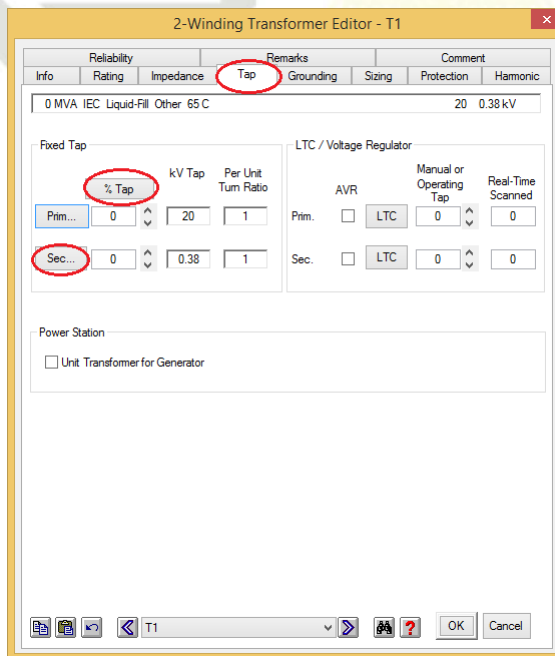 2-Winding Transformer Editor - T1
Reliability Remarks Comment
Info Rating Impedance Tap Grounding Sizing Protection Harmonic
0 MVA IEC Liquid-Fill Other 65 C 20 0.38 kV
Fixed Tap
% Tap
kV Tap
Per Unit
Turn Ratio
Prim... 0 20 1
Sec... 0 0.38 1
LTC / Voltage Regulator
AVR
Manual or
Operating
Tap
Real-Time
Scanned
Prim. LTC 0 0
Sec. LTC 0 0
Power Station
Unit Transformer for Generator
T1
?
OK Cancel